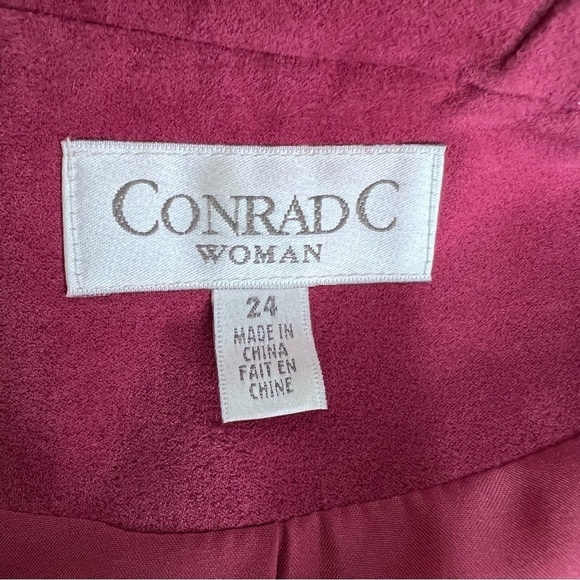 CONRAD C
WOMAN
24
MADE IN
CHINA
FAIT EN
CHINE